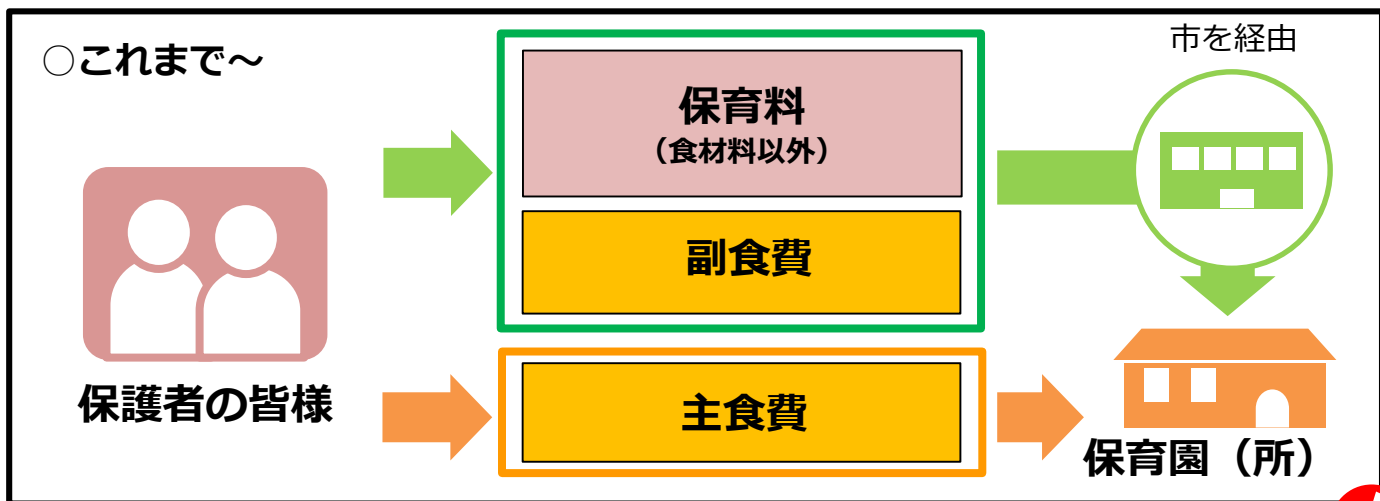 ○これまで～
市を経由
保育料
（食材料以外）
副食費
保護者の皆様
主食費
保育園（所）